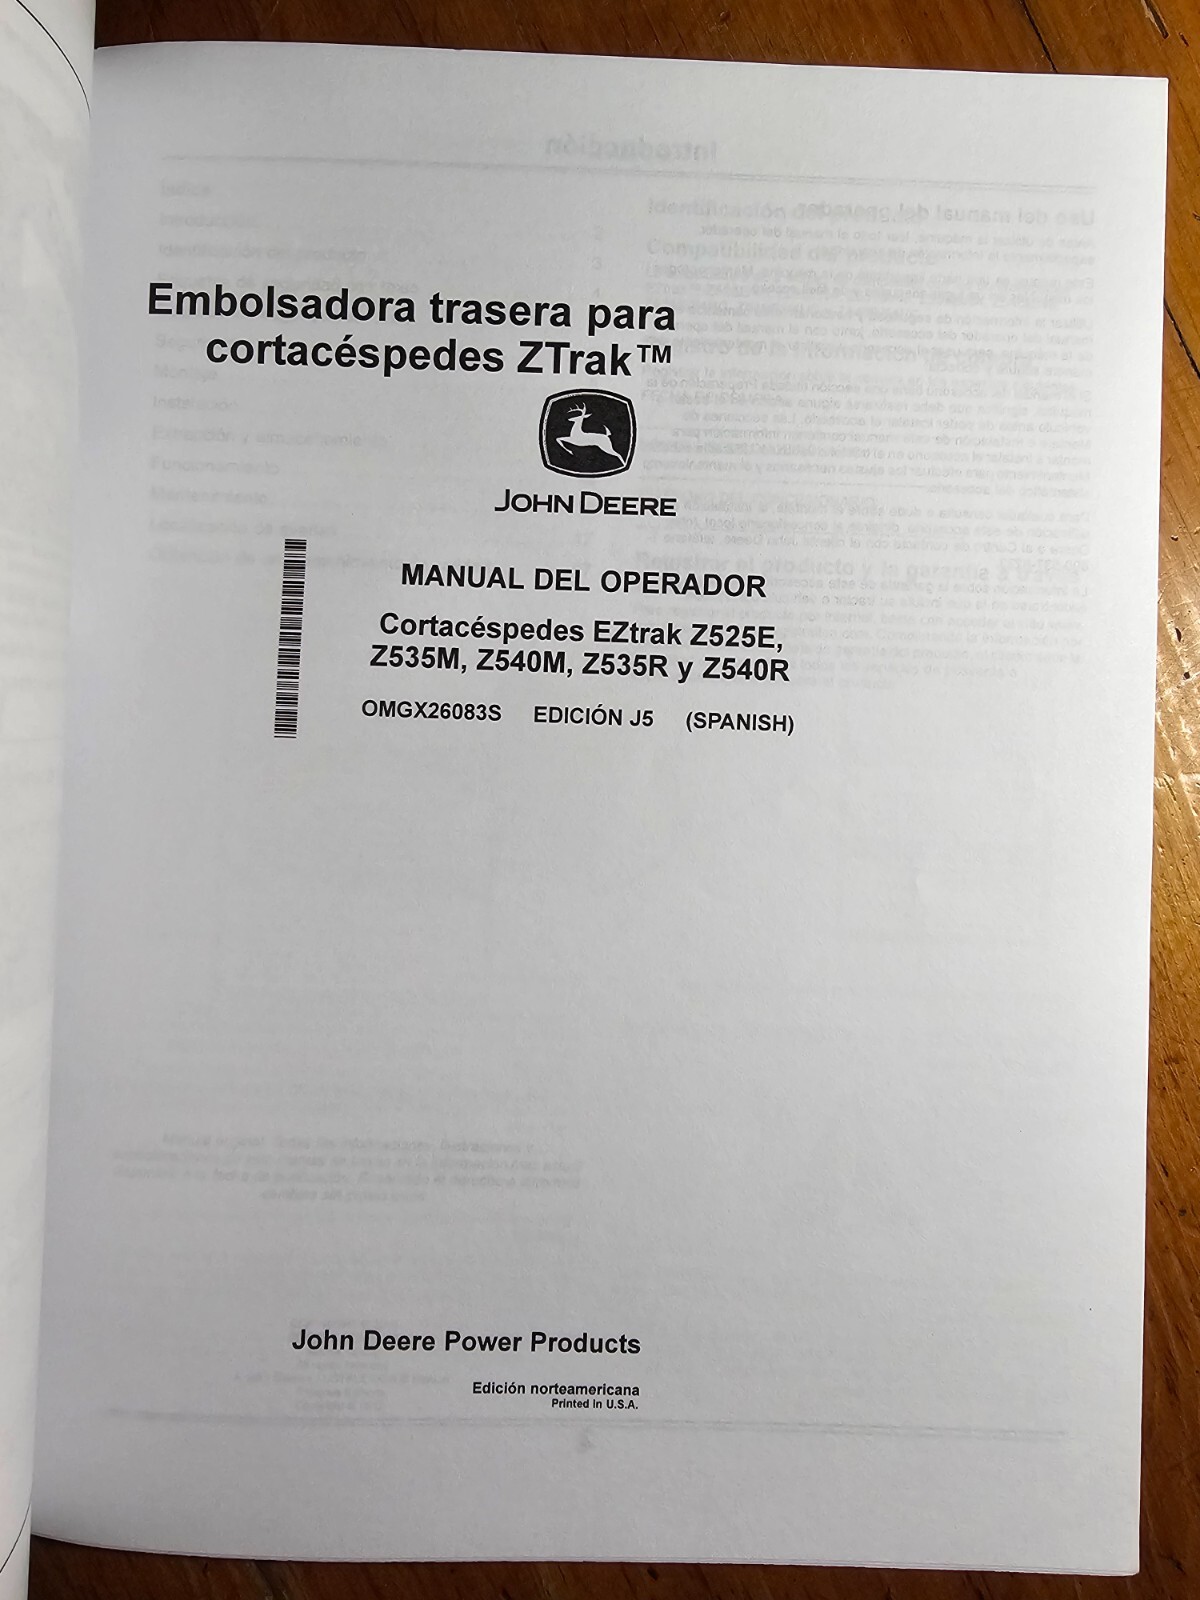 Embolsadora trasera para
cortacéspedes ZTrak™
JOHN DEERE
MANUAL DEL OPERADOR
Cortacéspedes EZtrak Z525E,
Z535M, Z540M, Z535R y Z540R
OMGX26083S EDICIÓN J5 (SPANISH)
John Deere Power Products
Edición norteamericana
Printed In U.S.A.